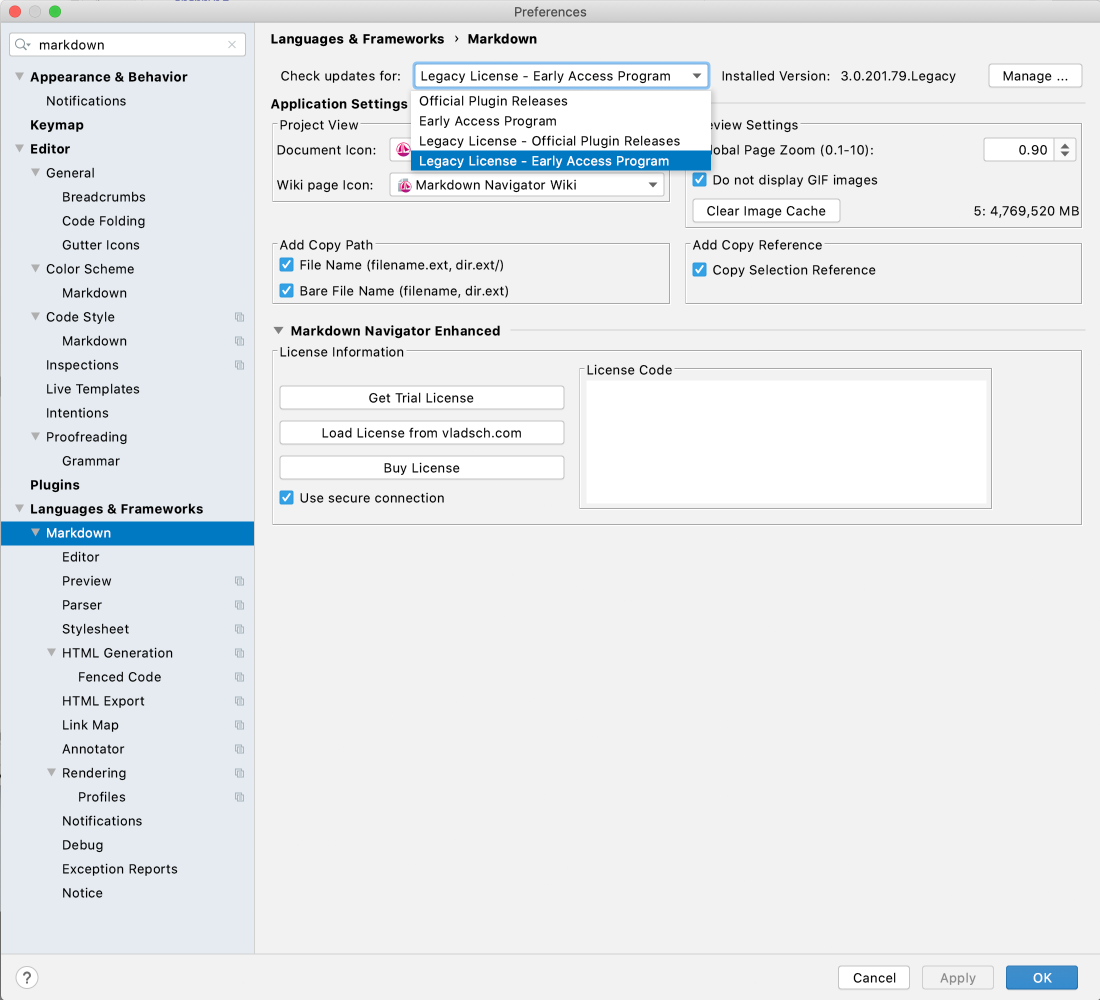 Preferences
markdown
Appearance & Behavior
Notifications
Keymap
Editor
General
Breadcrumbs
Code Folding
Gutter Icons
Color Scheme
Markdown
Code Style
Markdown
Inspections
Live Templates
Intentions
Proofreading
Grammar
Plugins
Languages & Frameworks
Markdown
Editor
Preview
Parser
Stylesheet
HTML Generation
Fenced Code
HTML Export
Link Map
Annotator
Rendering
Profiles
Notifications
Debug
Exception Reports
Notice
Languages & Frameworks › Markdown
Check updates for: Legacy License - Early Access Program Installed Version: 3.0.201.79.Legacy Manage ...
Official Plugin Releases
Early Access Program
Legacy License - Official Plugin Releases
Legacy License - Early Access Program
Application Settings
Project View
Document Icon:
Wiki page Icon: Markdown Navigator Wiki
Settings
Page Zoom (0.1-10): 0.90
Do not display GIF images
Clear Image Cache 5: 4,769,520 MB
Add Copy Path
File Name (filename.ext, dir.ext/)
Bare File Name (filename, dir.ext)
Add Copy Reference
Copy Selection Reference
Markdown Navigator Enhanced
License Information
Get Trial License
Load License from vladsch.com
Buy License
Use secure connection
License Code
?
Cancel
Apply
OK